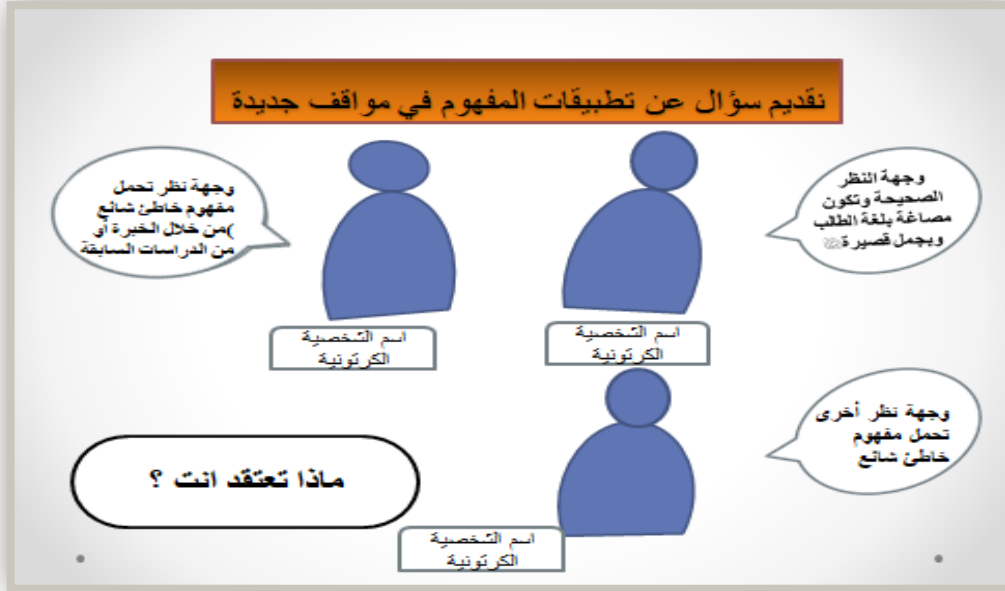 نقديم سؤال عن تطبيقات المفهوم في مواقف جديدة
وجهة النظر
الصحيحة وتكون
مصاغة بلغة الطالب
وبجمل قصيرة
وجهة نظر تحمل
مفهوم خاطئ شائع
)من خلال الخبرة أو
من الدراسات السابقة
اسم الشخصية
الكرتونية
اسم الشخصية
الكرتونية
وجهة نظر أخرى
تحمل مفهوم
خاطئ شائع
ماذا تعتقد انت ؟
اسم الشخصية
الكرتونية